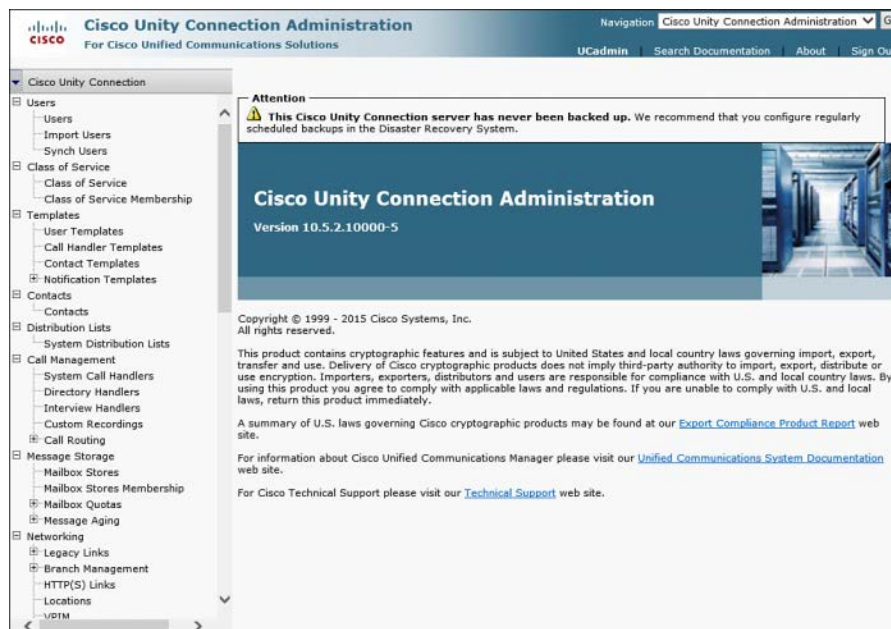 CISCO
Cisco Unity Connection Administration
For Cisco Unified Communications Solutions
Navigation Cisco Unity Connection Administration
UCadmin | Search Documentation | About | Sign Ou
Cisco Unity Connection
Users
Users
Import Users
Synch Users
Class of Service
Class of Service
Class of Service Membership
Templates
User Templates
Call Handler Templates
Contact Templates
Notification Templates
Contacts
Contacts
Distribution Lists
System Distribution Lists
Call Management
System Call Handlers
Directory Handlers
Interview Handlers
Custom Recordings
Call Routing
Message Storage
Mailbox Stores
Mailbox Stores Membership
Mailbox Quotas
Message Aging
Networking
Legacy Links
Branch Management
HTTP(S) Links
Locations
VPIM
Attention
This Cisco Unity Connection server has never been backed up. We recommend that you configure regularly
scheduled backups in the Disaster Recovery System.
Cisco Unity Connection Administration
Version 10.5.2.10000-5
Copyright © 1999 - 2015 Cisco Systems, Inc.
All rights reserved.
This product contains cryptographic features and is subject to United States and local country laws governing import, export,
transfer and use. Delivery of Cisco cryptographic products does not imply third-party authority to import, export, distribute or
use encryption. Importers, exporters, distributors and users are responsible for compliance with U.S. and local country laws. By
using this product you agree to comply with applicable laws and regulations. If you are unable to comply with U.S. and local
laws, return this product immediately.
A summary of U.S. laws governing Cisco cryptographic products may be found at our Export Compliance Product Report web
site.
For information about Cisco Unified Communications Manager please visit our Unified Communications System Documentation
web site.
For Cisco Technical Support please visit our Technical Support web site.